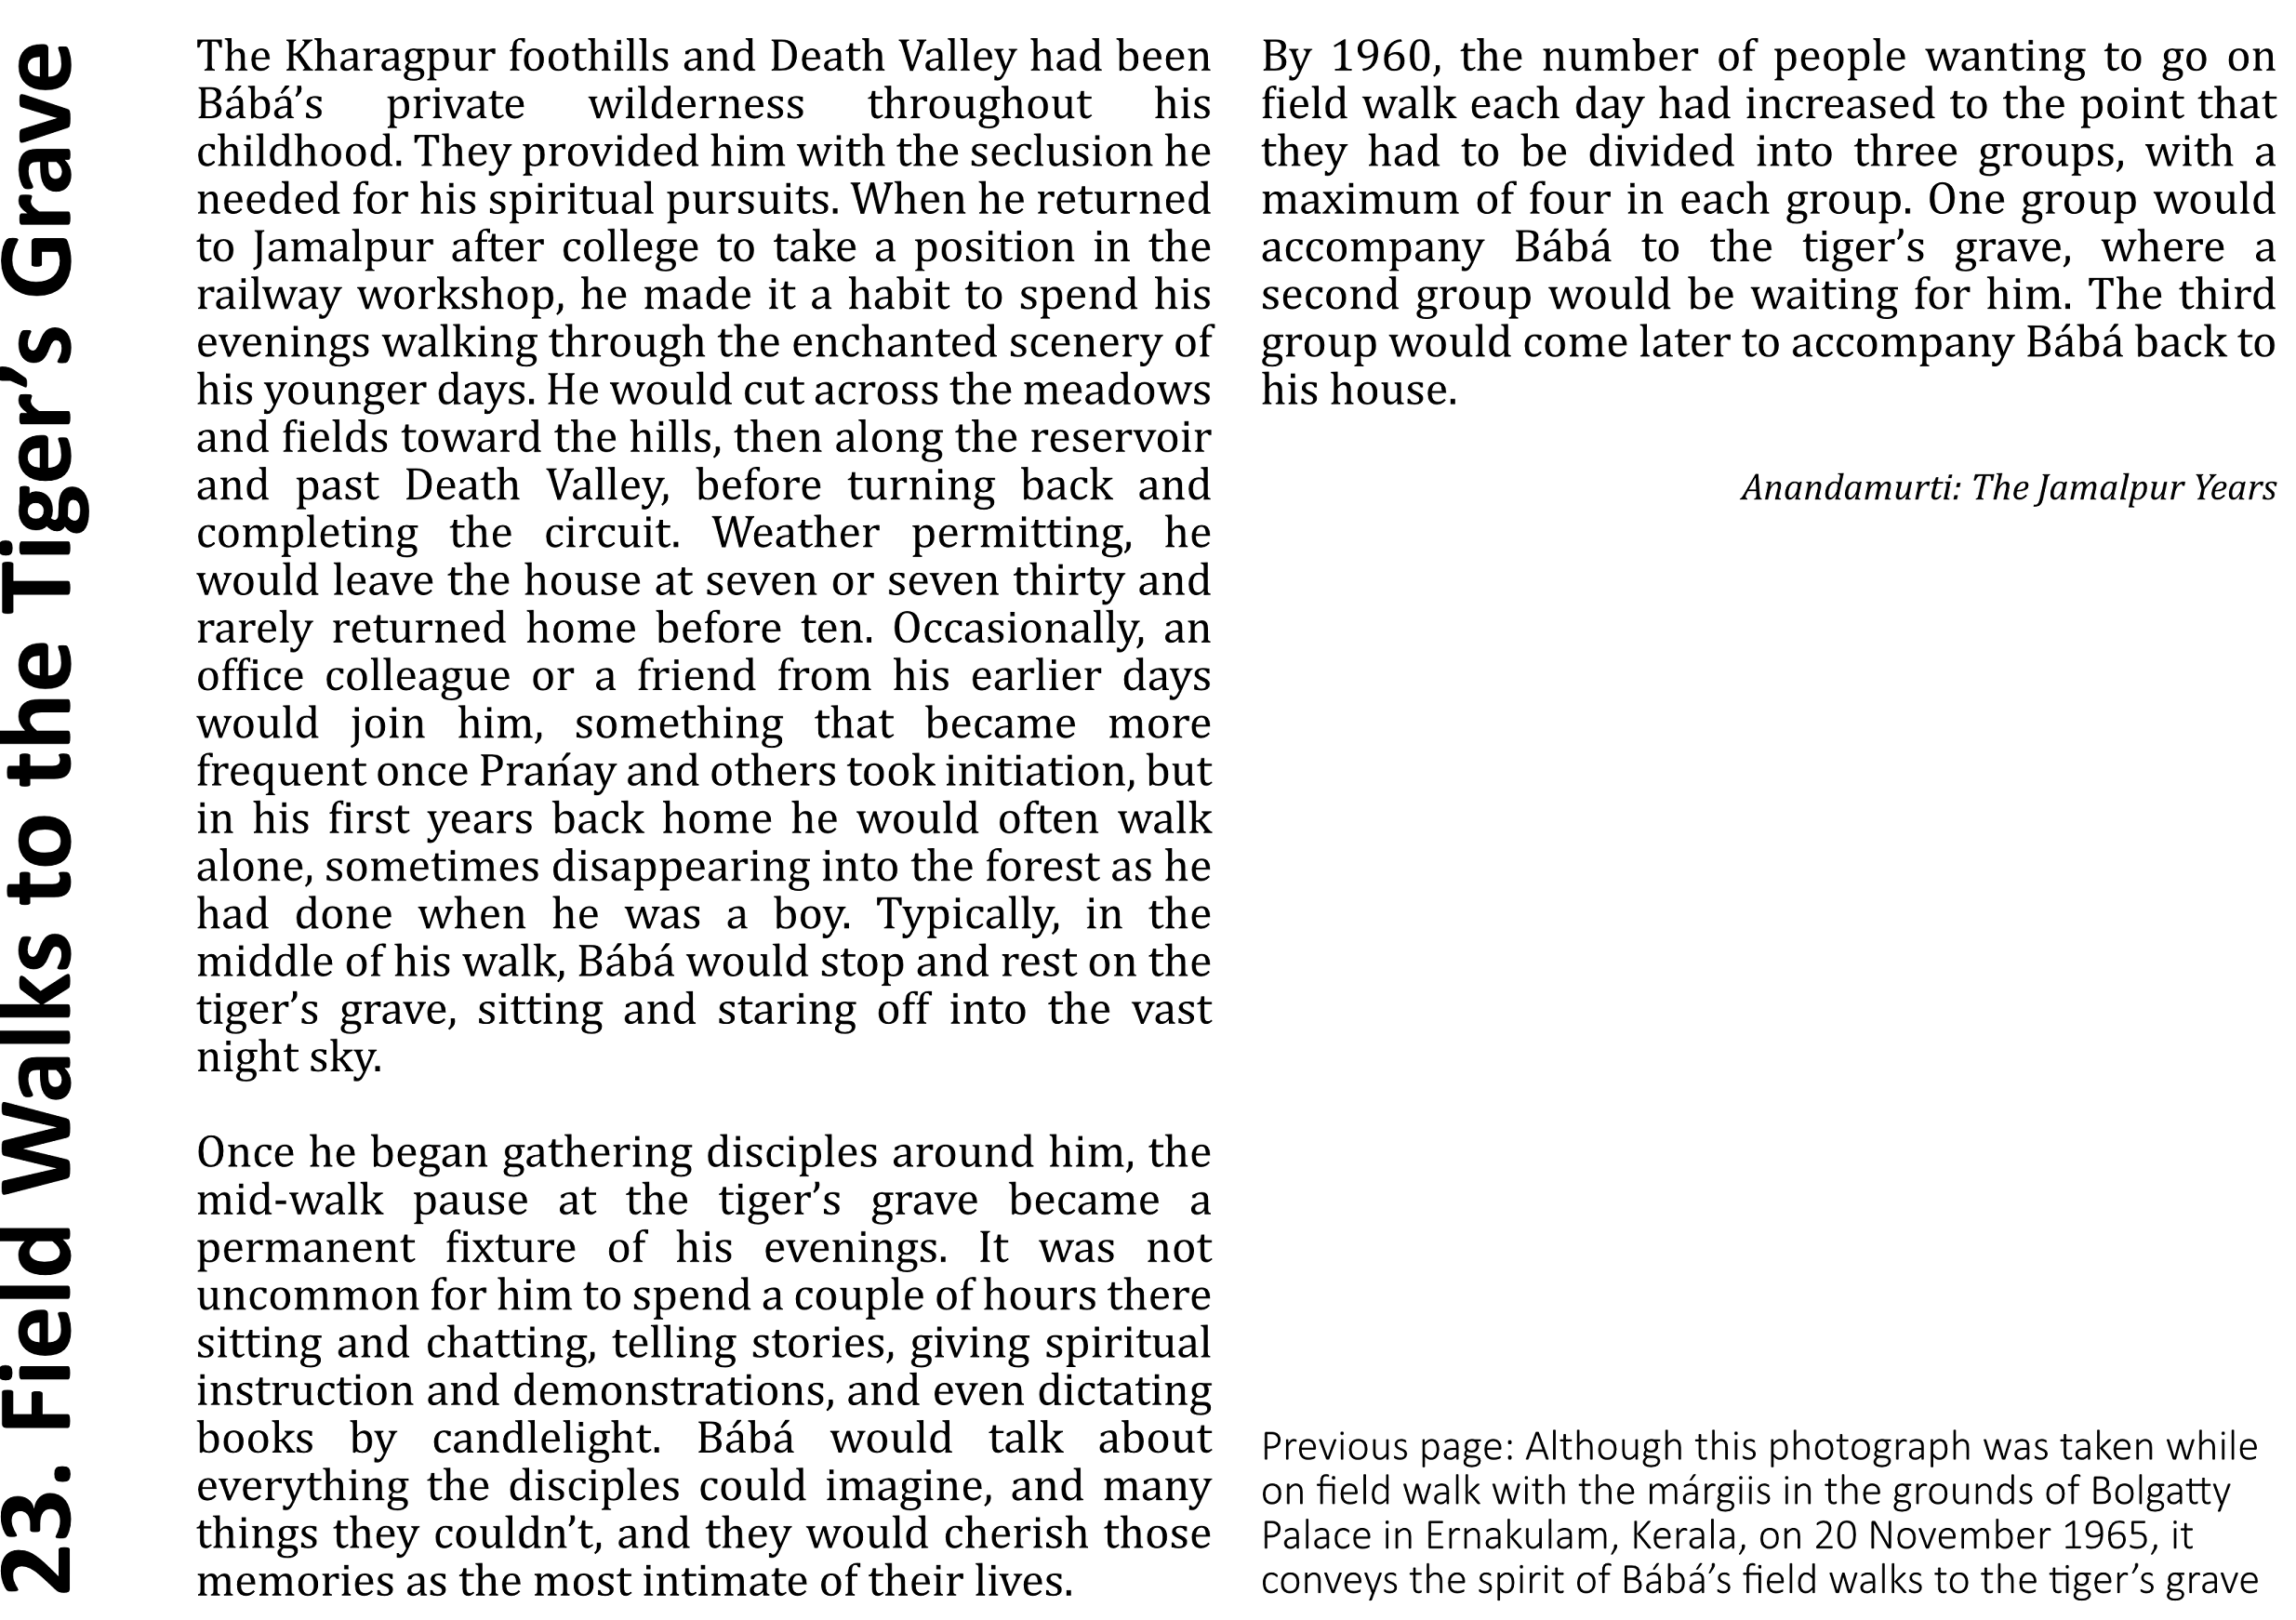 23. Field Walks to the Tiger’s Grave
The Kharagpur foothills and Death Valley had been
Bábá’s private wilderness throughout his
childhood. They provided him with the seclusion he
needed for his spiritual pursuits. When he returned
to Jamalpur after college to take a position in the
railway workshop, he made it a habit to spend his
evenings walking through the enchanted scenery of
his younger days. He would cut across the meadows
and fields toward the hills, then along the reservoir
and past Death Valley, before turning back and
completing the circuit. Weather permitting, he
would leave the house at seven or seven thirty and
rarely returned home before ten. Occasionally, an
office colleague or a friend from his earlier days
would join him, something that became more
frequent once Prańay and others took initiation, but
in his first years back home he would often walk
alone, sometimes disappearing into the forest as he
had done when he was a boy. Typically, in the
middle of his walk, Bábá would stop and rest on the
tiger’s grave, sitting and staring off into the vast
night sky.
Once he began gathering disciples around him, the
mid-walk pause at the tiger’s grave became a
permanent fixture of his evenings. It was not
uncommon for him to spend a couple of hours there
sitting and chatting, telling stories, giving spiritual
instruction and demonstrations, and even dictating
books by candlelight. Bábá would talk about
everything the disciples could imagine, and many
things they couldn’t, and they would cherish those
memories as the most intimate of their lives.
By 1960, the number of people wanting to go on
field walk each day had increased to the point that
they had to be divided into three groups, with a
maximum of four in each group. One group would
accompany Bábá to the tiger’s grave, where a
second group would be waiting for him. The third
group would come later to accompany Bábá back to
his house.
Anandamurti: The Jamalpur Years
Previous page: Although this photograph was taken while
on field walk with the márgiis in the grounds of Bolgatty
Palace in Ernakulam, Kerala, on 20 November 1965, it
conveys the spirit of Bábá’s field walks to the tiger’s grave